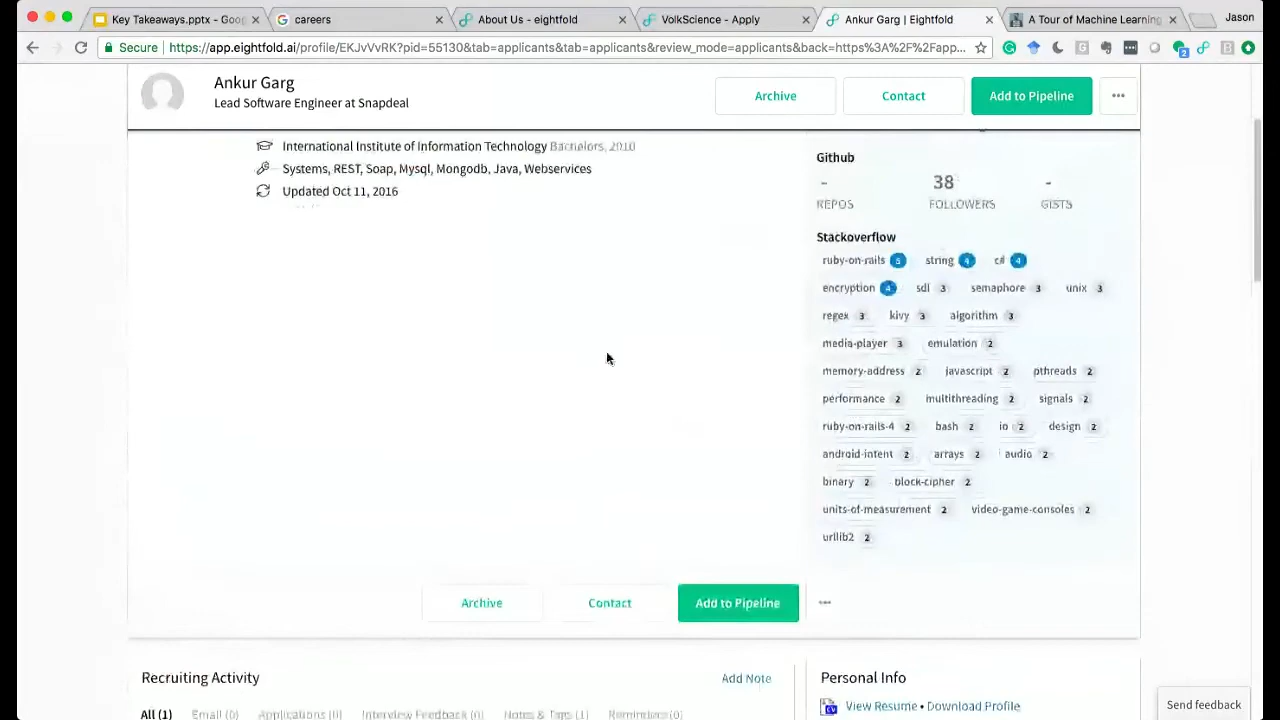 Key Takeaways.pptx - Goog
careers
About Us - eightfold
VolkScience - Apply
Ankur Garg | Eightfold
A Tour of Machine Learning
Jason
Secure
https://app.eightfold.ai/profile/EKJvVvRK?pid=55130&tab=applicants&tab=applicants&review_mode=applicants&back=https%3A%2F%2Fapp...
Ankur Garg
Lead Software Engineer at Snapdeal
Archive
Contact
Add to Pipeline
International Institute of Information Technology Bachelors, 2010
Systems, REST, Soap, Mysql, Mongodb, Java, Webservices
Updated Oct 11, 2016
Github
- 38 -
REPOS FOLLOWERS GISTS
Stackoverflow
ruby-on-rails 5 string 4 c# 4
encryption 4 sdl 3 semaphore 3 unix 3
regex 3 kivy 3 algorithm 3
media-player 3 emulation 2
memory-address 2 javascript 2 pthreads 2
performance 2 multithreading 2 signals 2
ruby-on-rails-4 2 bash 2 io 2 design 2
android-intent 2 arrays 2 audio 2
binary 2 block-cipher 2
units-of-measurement 2 video-game-consoles 2
urllib2 2
Archive
Contact
Add to Pipeline
Recruiting Activity
Add Note
All (1) Email (0) Applications (0) Interview Feedback (0) Notes & Tags (1) Reminders (0)
Personal Info
View Resume • Download Profile
Send feedback